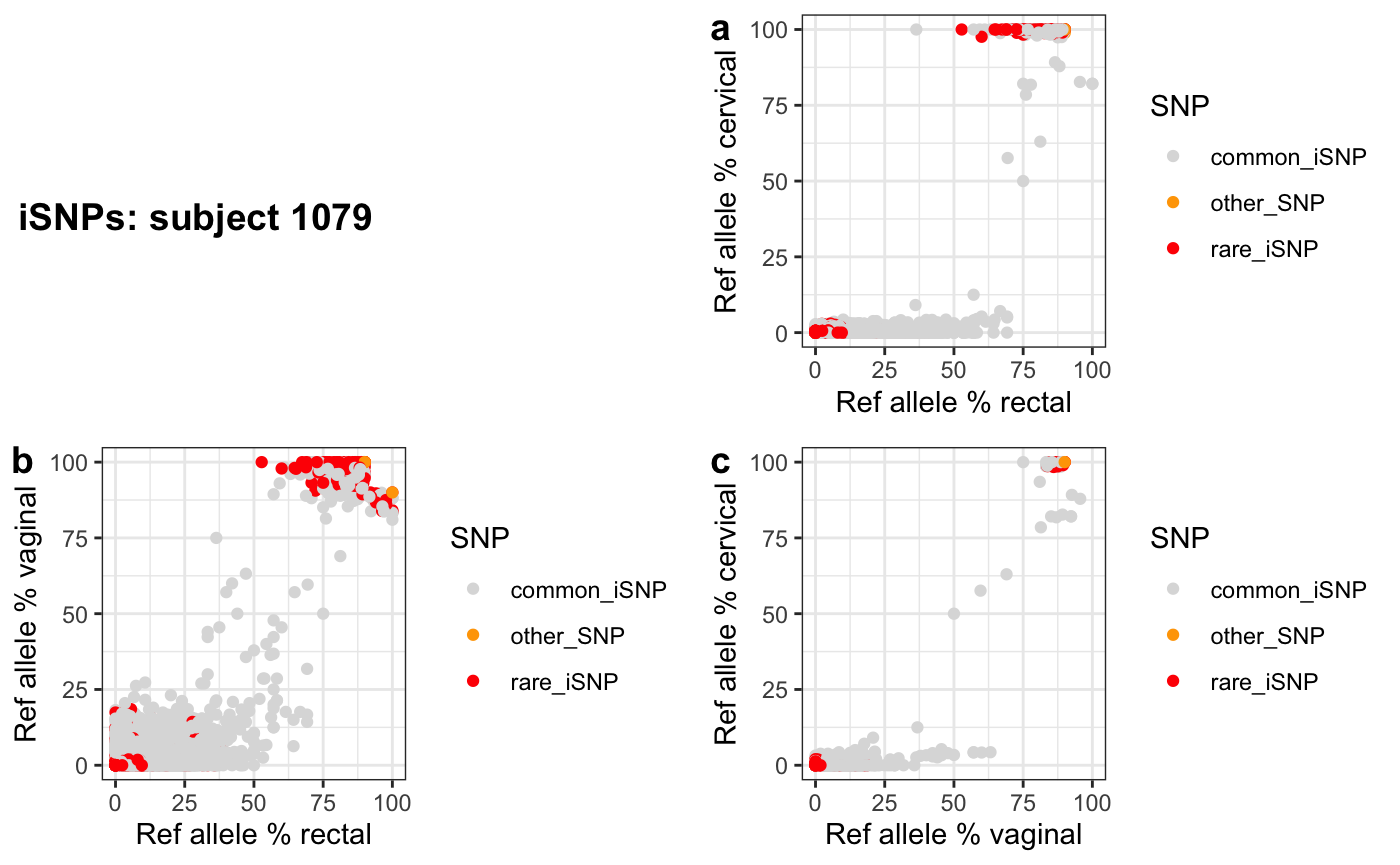 iSNPs: subject 1079
a
Ref allele % cervical
100
75
50
25
0
0 25 50 75 100
Ref allele % rectal
SNP
common_iSNP
other_SNP
rare_iSNP
b
Ref allele % vaginal
100
75
50
25
0
0 25 50 75 100
Ref allele % rectal
SNP
common_iSNP
other_SNP
rare_iSNP
c
Ref allele % cervical
100
75
50
25
0
0 25 50 75 100
Ref allele % vaginal
SNP
common_iSNP
other_SNP
rare_iSNP